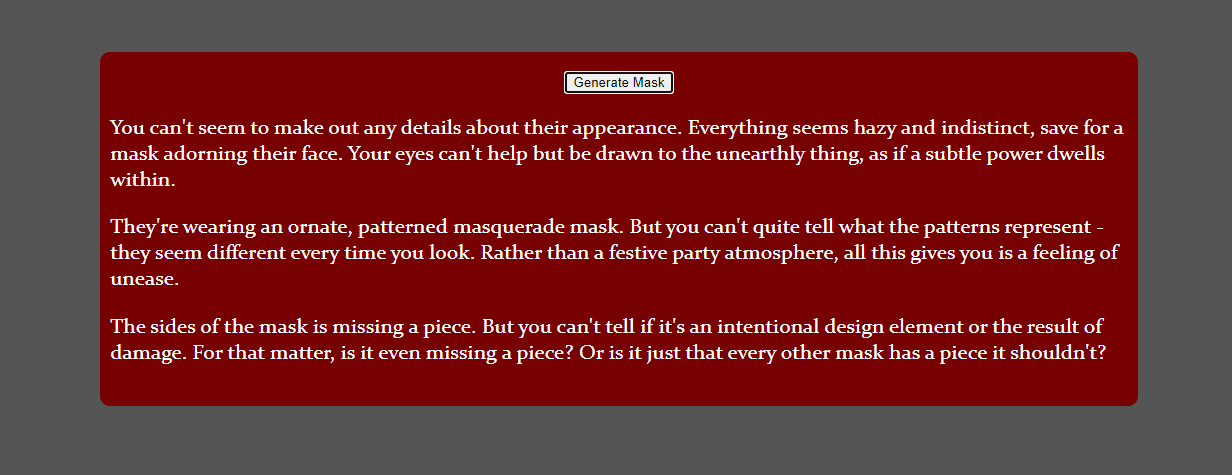 Generate Mask
You can't seem to make out any details about their appearance. Everything seems hazy and indistinct, save for a
mask adorning their face. Your eyes can't help but be drawn to the unearthly thing, as if a subtle power dwells
within.
They're wearing an ornate, patterned masquerade mask. But you can't quite tell what the patterns represent -
they seem different every time you look. Rather than a festive party atmosphere, all this gives you is a feeling of
unease.
The sides of the mask is missing a piece. But you can't tell if it's an intentional design element or the result of
damage. For that matter, is it even missing a piece? Or is it just that every other mask has a piece it shouldn't?